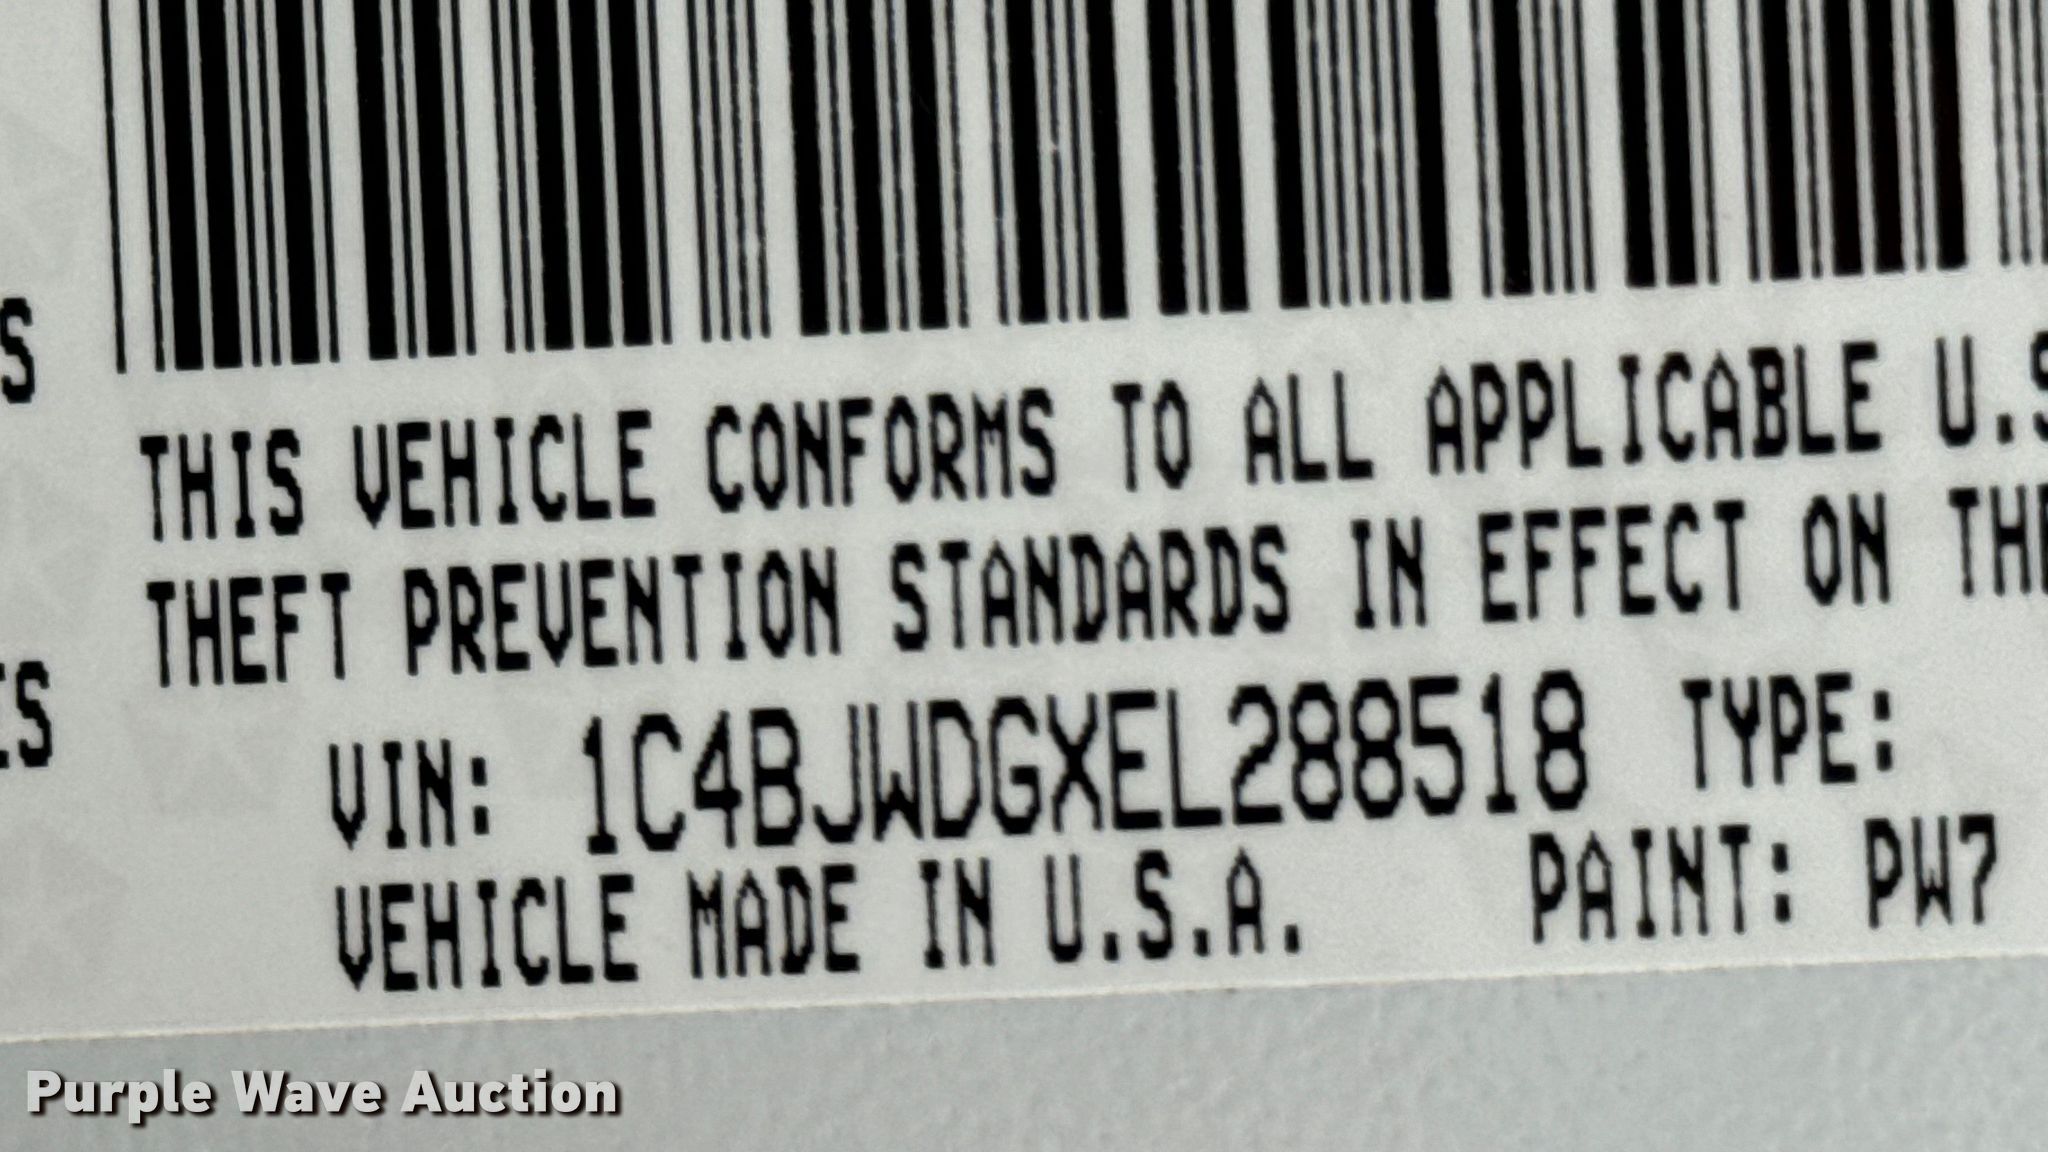 S
THIS VEHICLE CONFORMS TO ALL APPLICABLE U.S
THEFT PREVENTION STANDARDS IN EFFECT ON THE
ES
VIN: 1C4BJWDGXEL288518 TYPE:
VEHICLE MADE IN U.S.A. PAINT: PW7
Purple Wave Auction